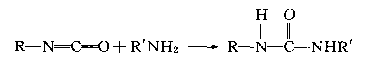 H O
R—N=C=O + R′NH₂ ⟶ R—N—C—NHR′